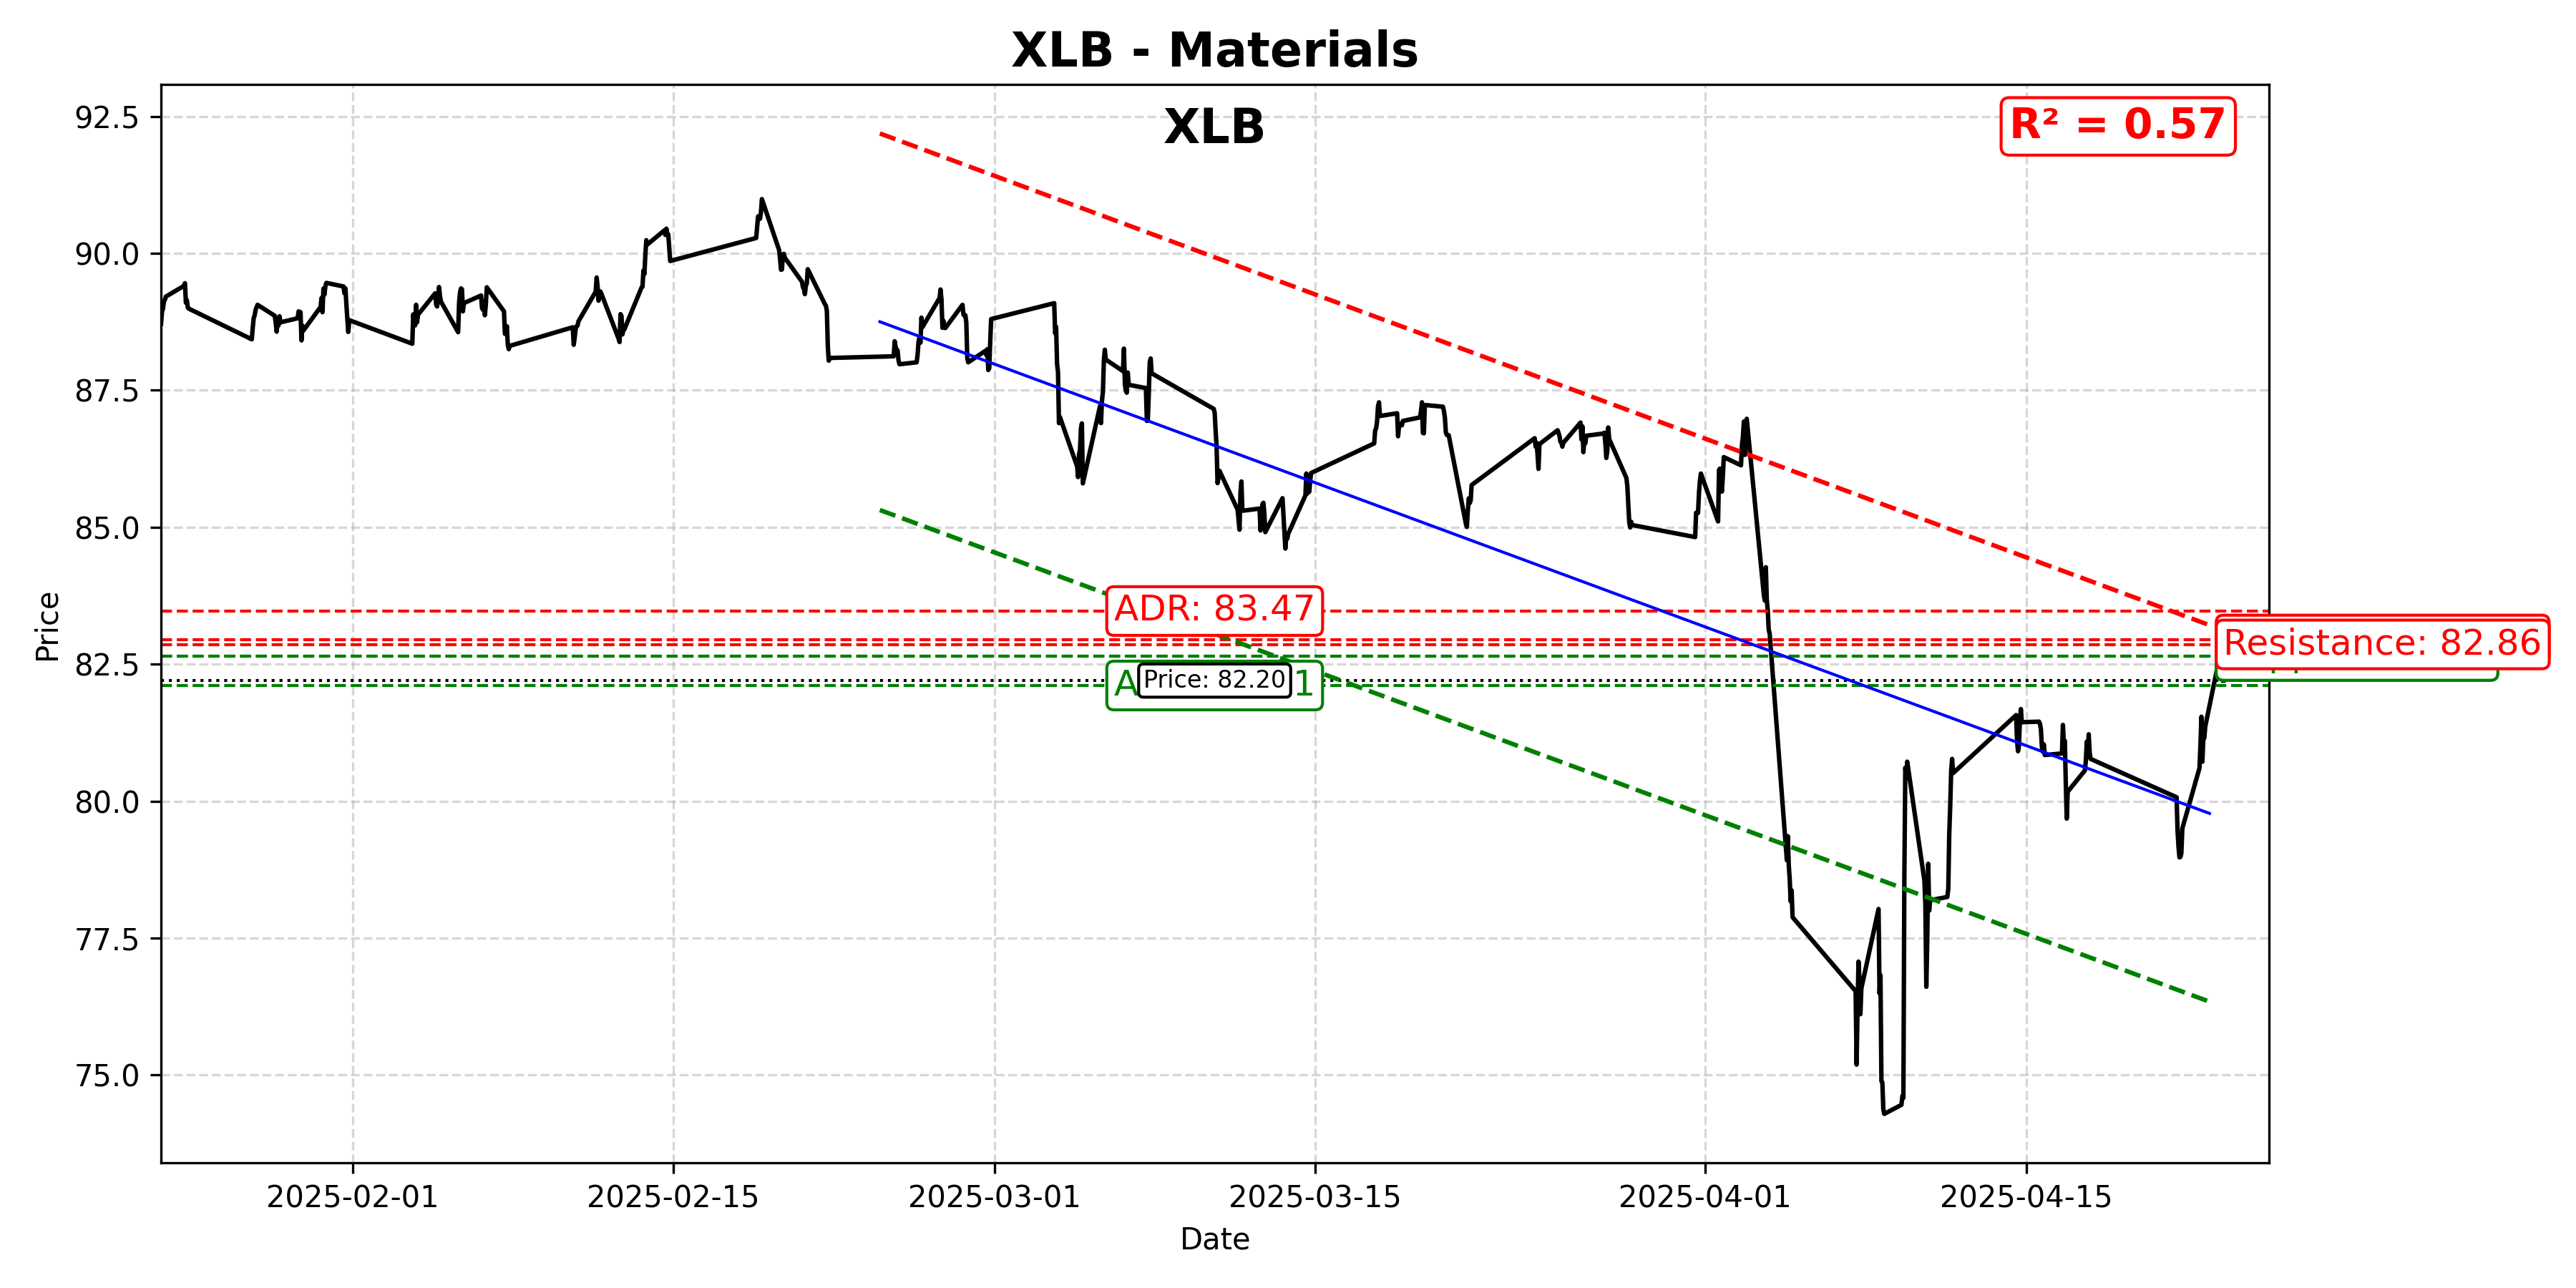 XLB - Materials
XLB
R² = 0.57
92.5
90.0
87.5
85.0
82.5
80.0
77.5
75.0
Price
ADR: 83.47
Price: 82.20
Resistance: 82.86
2025-02-01
2025-02-15
2025-03-01
2025-03-15
2025-04-01
2025-04-15
Date